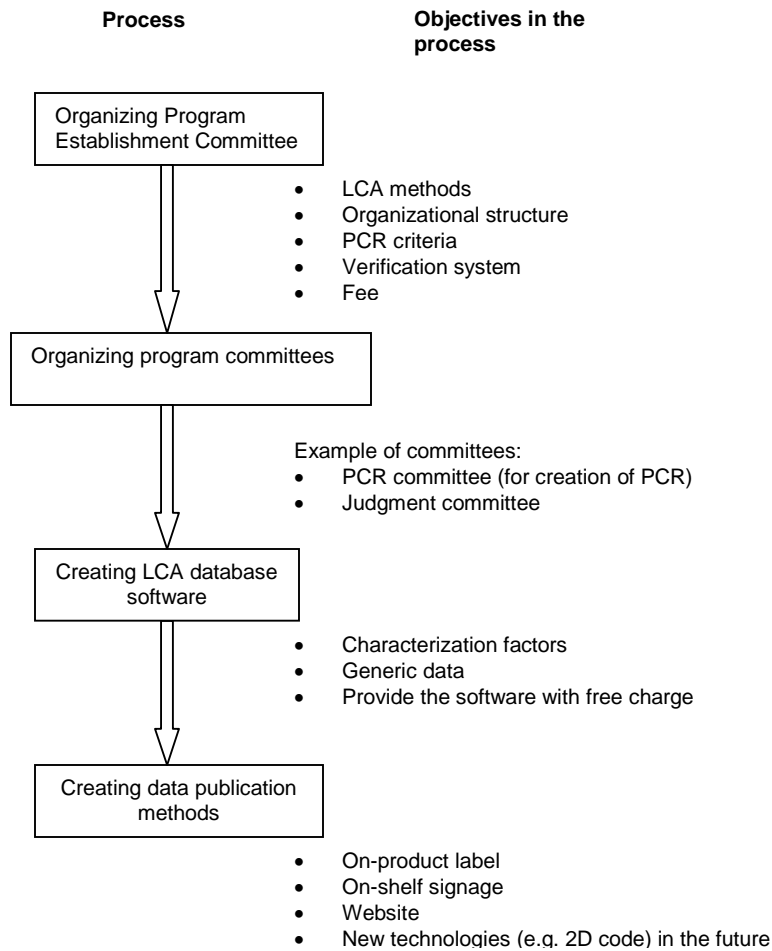 Process
Objectives in the
process
Organizing Program
Establishment Committee
• LCA methods
• Organizational structure
• PCR criteria
• Verification system
• Fee
Organizing program committees
Example of committees:
• PCR committee (for creation of PCR)
• Judgment committee
Creating LCA database
software
• Characterization factors
• Generic data
• Provide the software with free charge
Creating data publication
methods
• On-product label
• On-shelf signage
• Website
• New technologies (e.g. 2D code) in the future